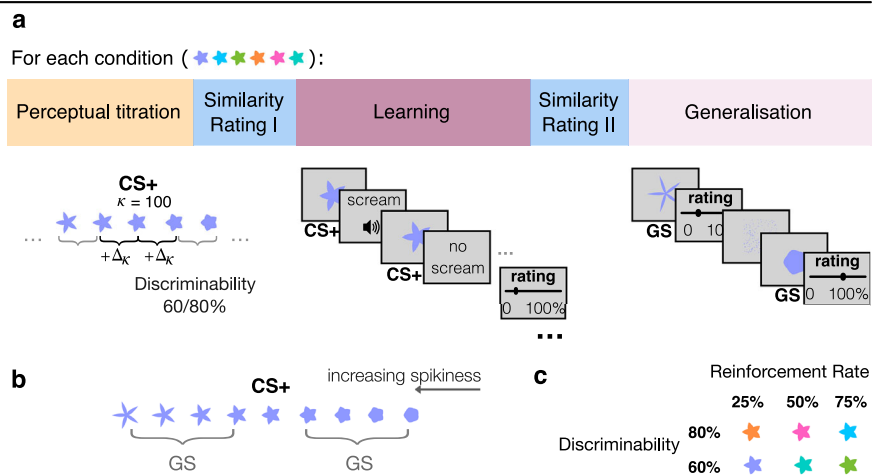 a
For each condition ( ):
Perceptual titration
Similarity
Rating I
Learning
Similarity
Rating II
Generalisation
CS+
κ = 100
... ...
+Δκ +Δκ
Discriminability
60/80%
scream
CS+
no
scream
CS+
...
rating
0 100%
...
rating
0 10
GS
rating
0 100%
GS
b
CS+
increasing spikiness
GS GS
c
Reinforcement Rate
25% 50% 75%
Discriminability
80%
60%